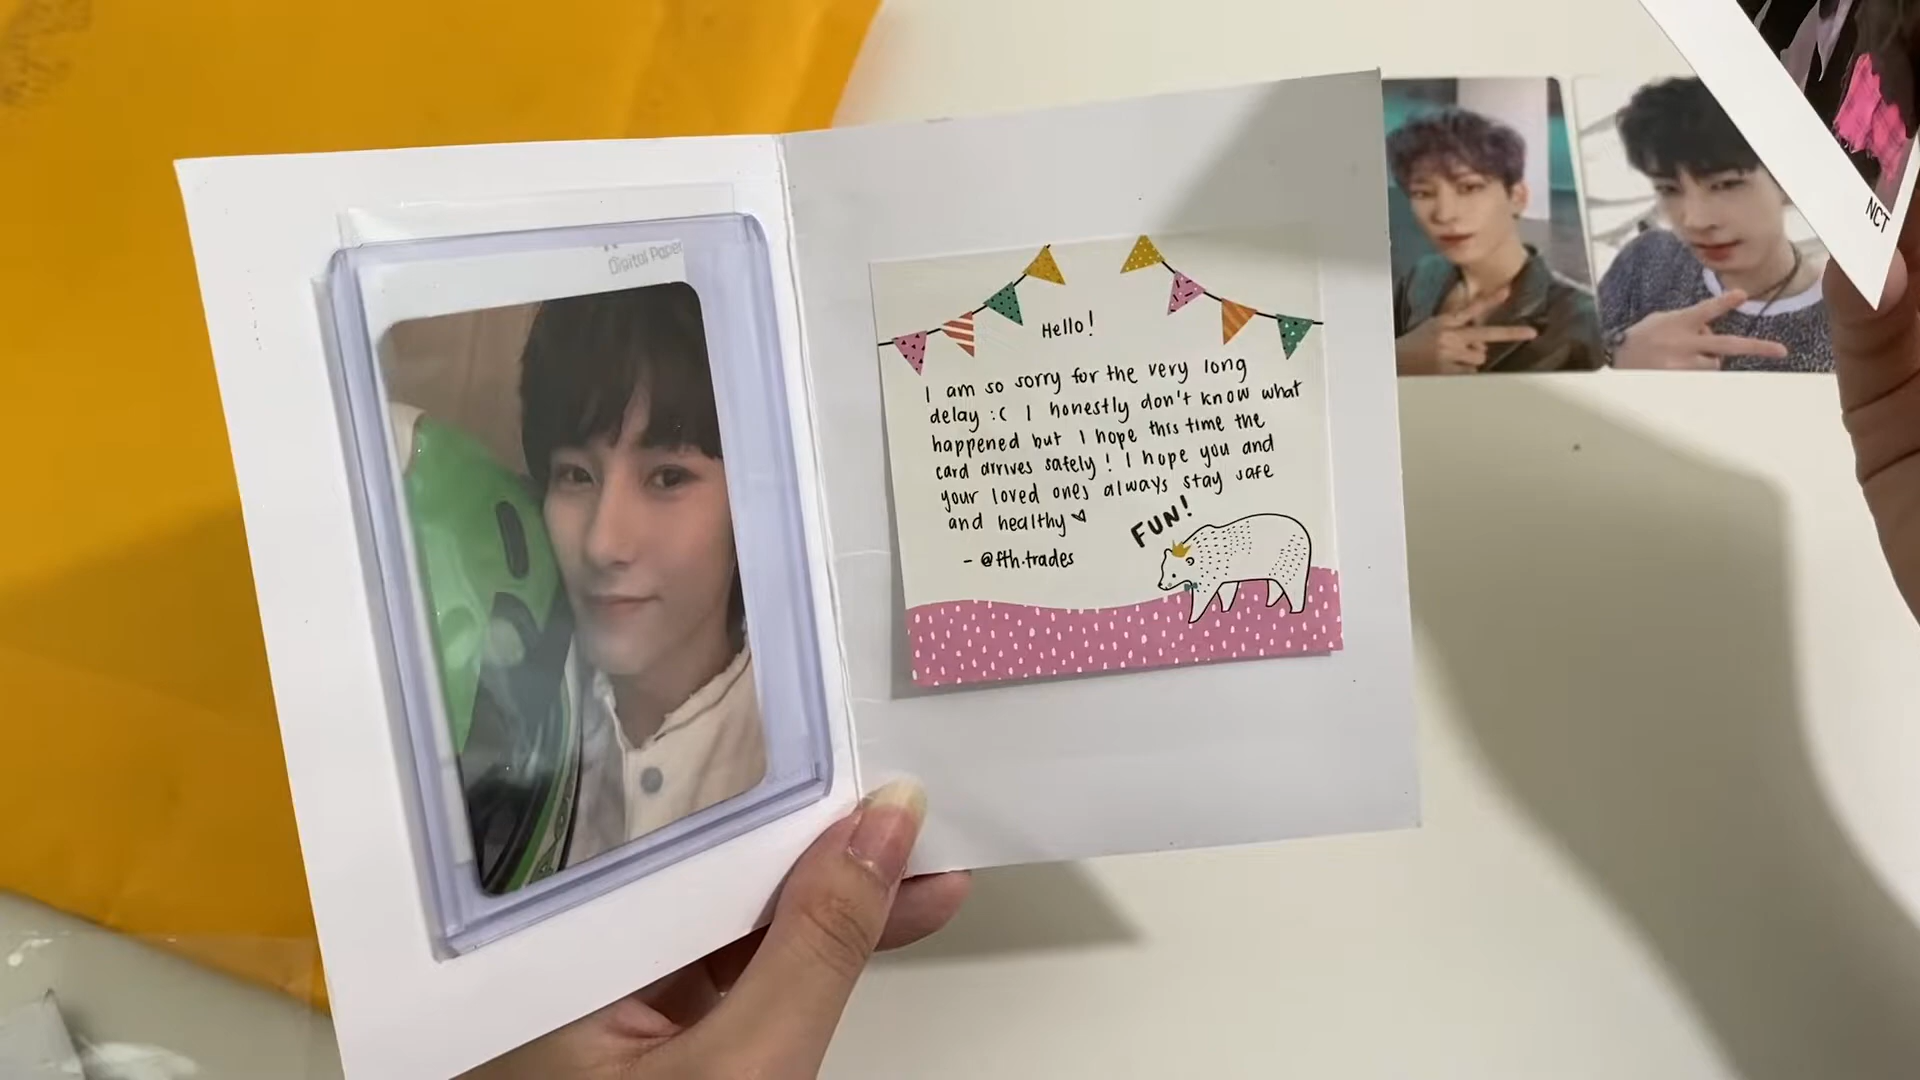 Digital Paper
Hello!
I am so sorry for the very long
delay :( I honestly don't know what
happened but I hope this time the
card arrives safely! I hope you and
your loved ones always stay safe
and healthy ♡
- @fth.trades
FUN!
NCT